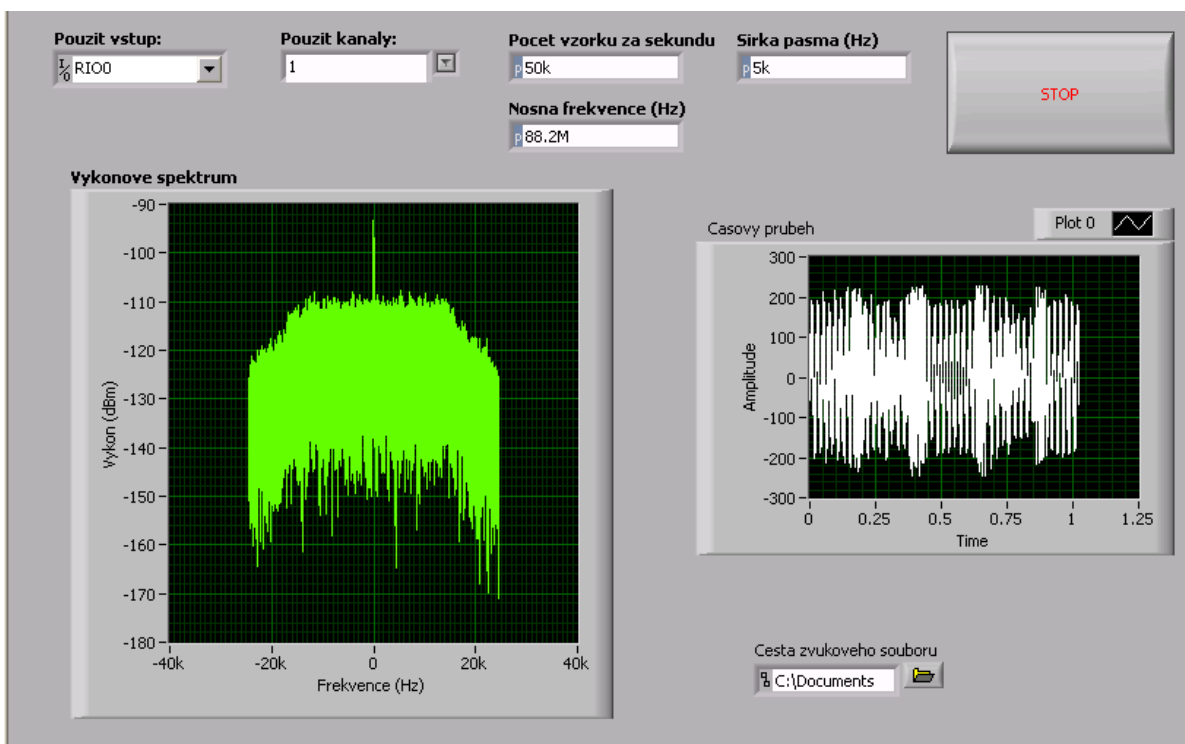 Pouzit vstup:
Pouzit kanaly:
Pocet vzorku za sekundu
Sirka pasma (Hz)
I/O RIO0
1
p 50k
p 5k
STOP
Nosna frekvence (Hz)
p 88.2M
Vykonove spektrum
-90
-100
-110
-120
-130
-140
-150
-160
-170
-180
Vykon (dBm)
-40k
-20k
0
20k
40k
Frekvence (Hz)
Casovy prubeh
Plot 0
300
200
100
0
-100
-200
-300
Amplitude
0
0.25
0.5
0.75
1
1.25
Time
Cesta zvukoveho souboru
C:\Documents